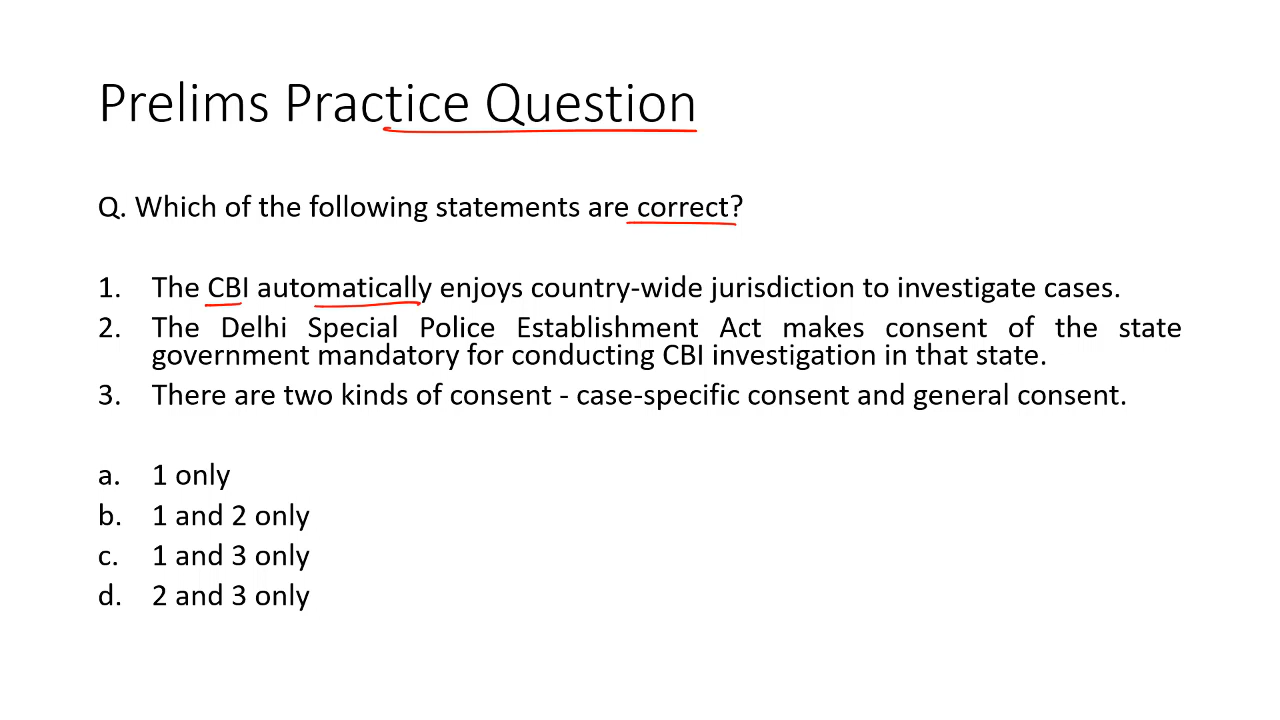 Prelims Practice Question
Q. Which of the following statements are correct?
1. The CBI automatically enjoys country-wide jurisdiction to investigate cases.
2. The Delhi Special Police Establishment Act makes consent of the state
government mandatory for conducting CBI investigation in that state.
3. There are two kinds of consent - case-specific consent and general consent.
a. 1 only
b. 1 and 2 only
c. 1 and 3 only
d. 2 and 3 only